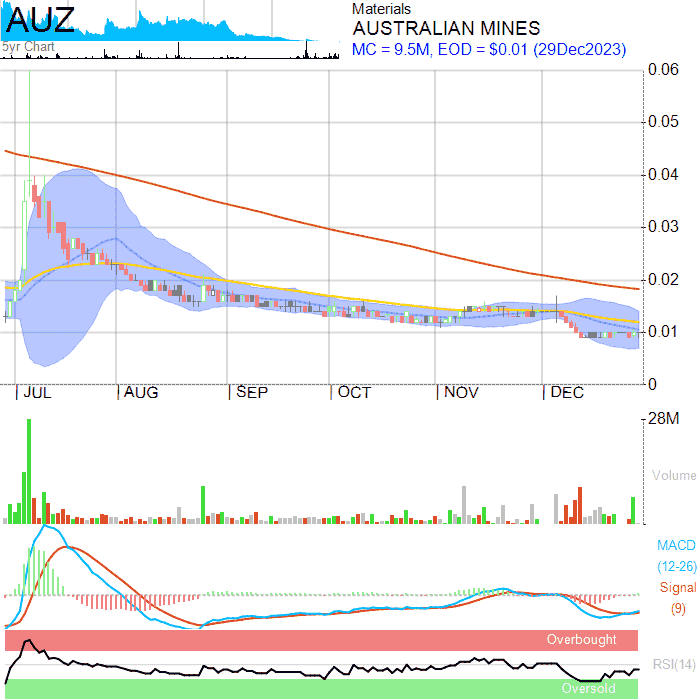 AUZ
5yr Chart
Materials
AUSTRALIAN MINES
MC = 9.5M, EOD = $0.01 (29Dec2023)
0.06
0.05
0.04
0.03
0.02
0.01
0
JUL AUG SEP OCT NOV DEC
28M
Volume
MACD
(12-26)
Signal
(9)
Overbought
RSI(14)
Oversold